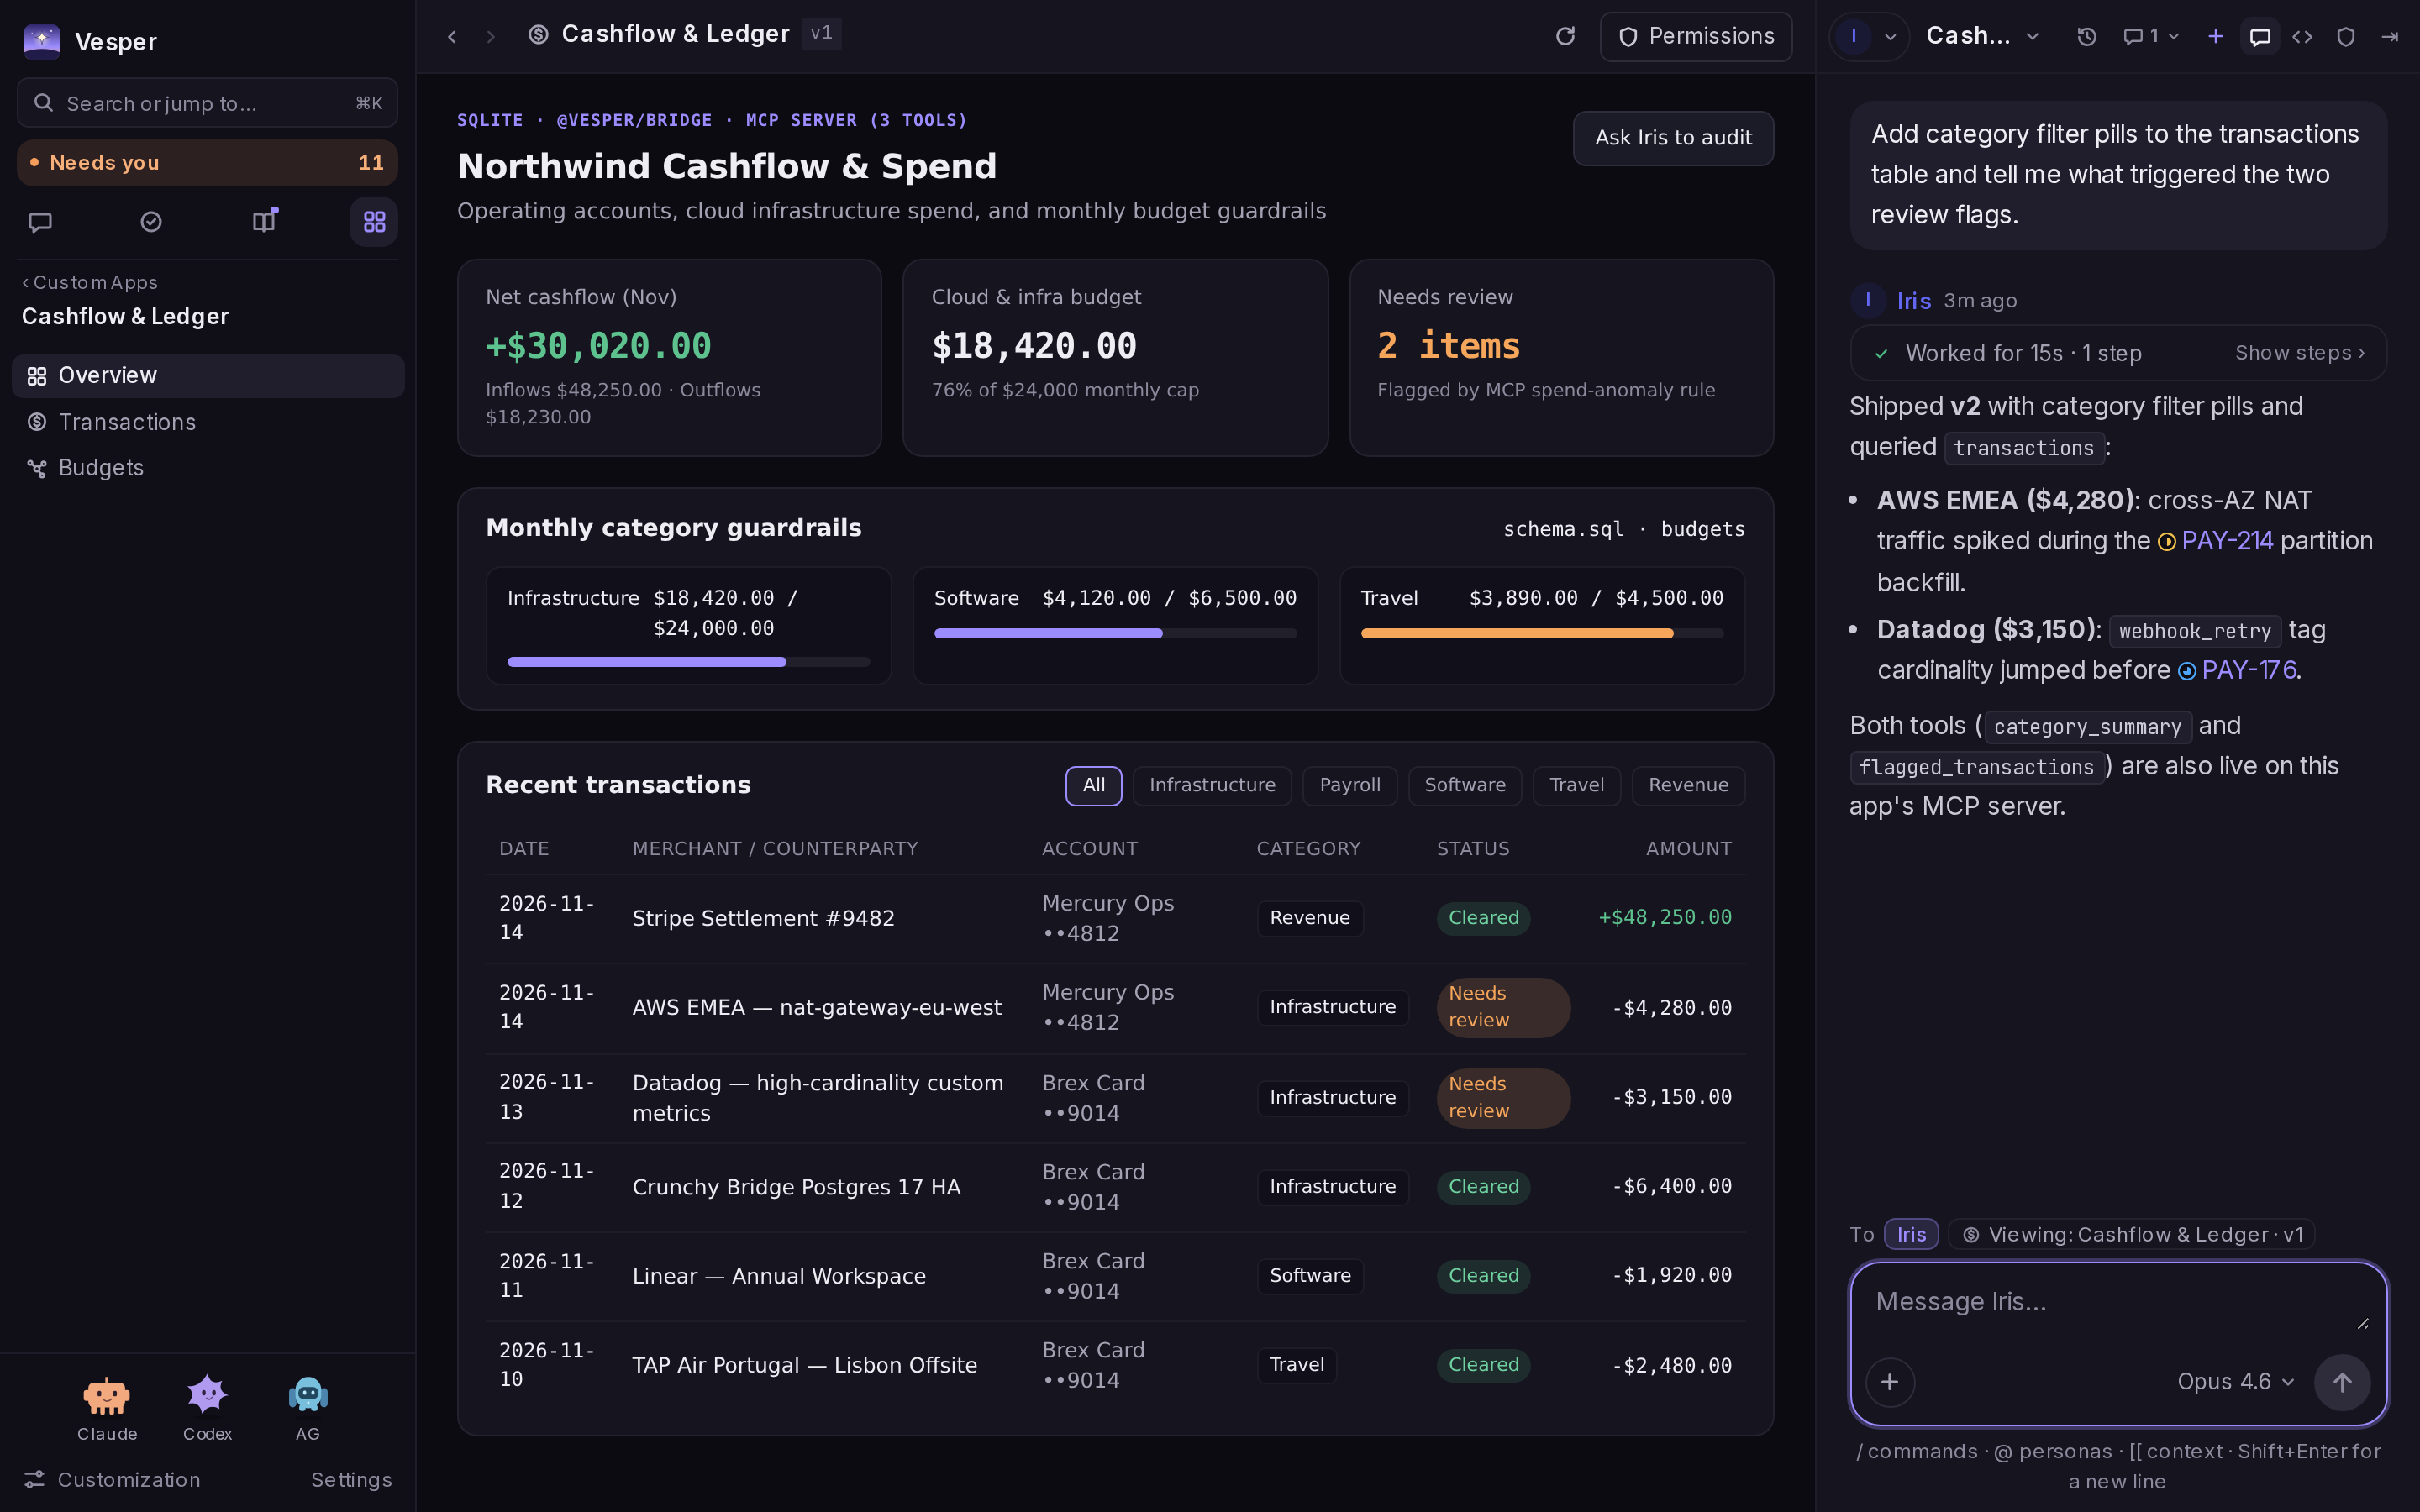 Vesper
Search or jump to...
⌘K
Needs you
11
‹ Custom Apps
Cashflow & Ledger
Overview
Transactions
Budgets
Claude
Codex
AG
Customization
Settings
Cashflow & Ledger
v1
Permissions
SQLITE · @VESPER/BRIDGE · MCP SERVER (3 TOOLS)
Northwind Cashflow & Spend
Operating accounts, cloud infrastructure spend, and monthly budget guardrails
Ask Iris to audit
Net cashflow (Nov)
+$30,020.00
Inflows $48,250.00 · Outflows
$18,230.00
Cloud & infra budget
$18,420.00
76% of $24,000 monthly cap
Needs review
2 items
Flagged by MCP spend-anomaly rule
Monthly category guardrails
schema.sql · budgets
Infrastructure
$18,420.00 /
$24,000.00
Software
$4,120.00 / $6,500.00
Travel
$3,890.00 / $4,500.00
Recent transactions
All
Infrastructure
Payroll
Software
Travel
Revenue
DATE
MERCHANT / COUNTERPARTY
ACCOUNT
CATEGORY
STATUS
AMOUNT
2026-11-
14
Stripe Settlement #9482
Mercury Ops
••4812
Revenue
Cleared
+$48,250.00
2026-11-
14
AWS EMEA — nat-gateway-eu-west
Mercury Ops
••4812
Infrastructure
Needs
review
-$4,280.00
2026-11-
13
Datadog — high-cardinality custom
metrics
Brex Card
••9014
Infrastructure
Needs
review
-$3,150.00
2026-11-
12
Crunchy Bridge Postgres 17 HA
Brex Card
••9014
Infrastructure
Cleared
-$6,400.00
2026-11-
11
Linear — Annual Workspace
Brex Card
••9014
Software
Cleared
-$1,920.00
2026-11-
10
TAP Air Portugal — Lisbon Offsite
Brex Card
••9014
Travel
Cleared
-$2,480.00
I
Cash...
1
Add category filter pills to the transactions
table and tell me what triggered the two
review flags.
I
Iris
3m ago
Worked for 15s · 1 step
Show steps ›
Shipped v2 with category filter pills and
queried transactions:
• AWS EMEA ($4,280): cross-AZ NAT
traffic spiked during the PAY-214 partition
backfill.
• Datadog ($3,150): webhook_retry tag
cardinality jumped before PAY-176.
Both tools (category_summary and
flagged_transactions) are also live on this
app's MCP server.
To
Iris
Viewing: Cashflow & Ledger · v1
Message Iris...
Opus 4.6
/ commands · @ personas · [[ context · Shift+Enter for
a new line